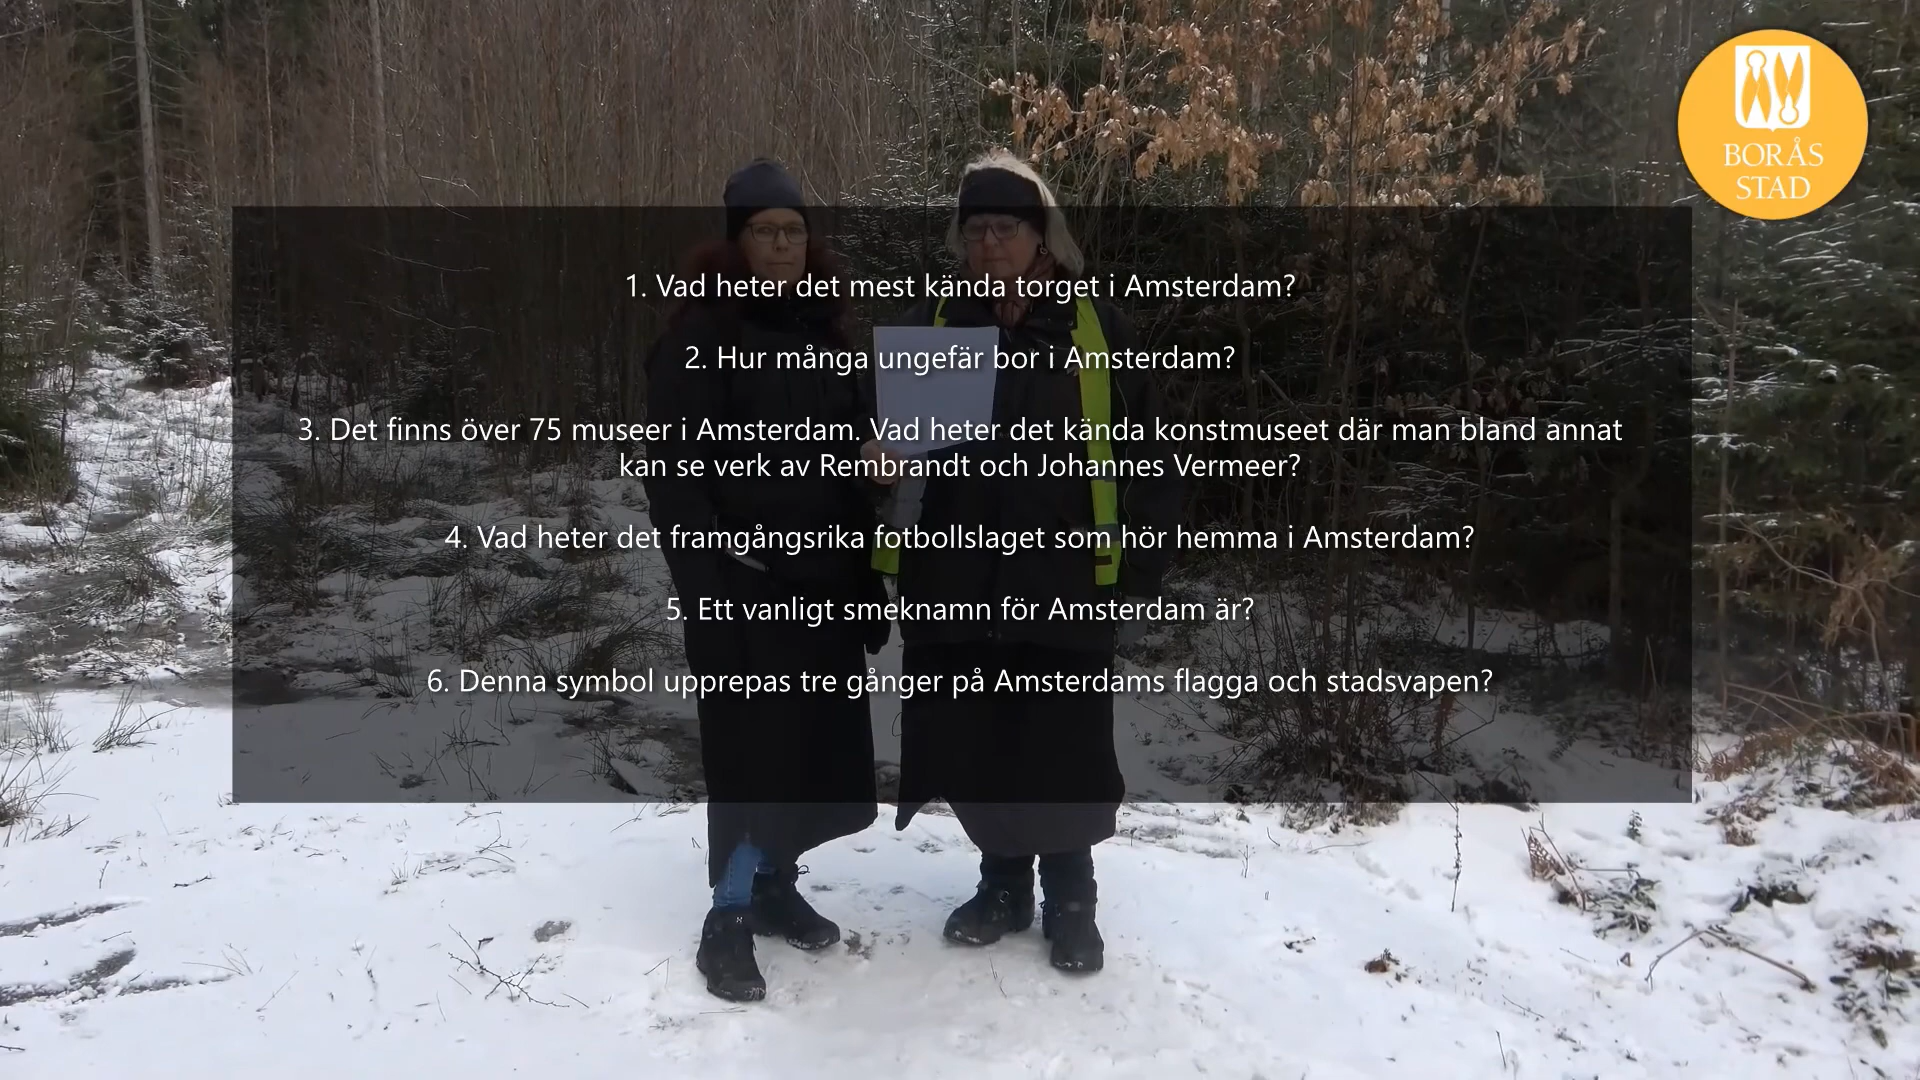 BORÅS
STAD
1. Vad heter det mest kända torget i Amsterdam?
2. Hur många ungefär bor i Amsterdam?
3. Det finns över 75 museer i Amsterdam. Vad heter det kända konstmuseet där man bland annat
kan se verk av Rembrandt och Johannes Vermeer?
4. Vad heter det framgångsrika fotbollslaget som hör hemma i Amsterdam?
5. Ett vanligt smeknamn för Amsterdam är?
6. Denna symbol upprepas tre gånger på Amsterdams flagga och stadsvapen?